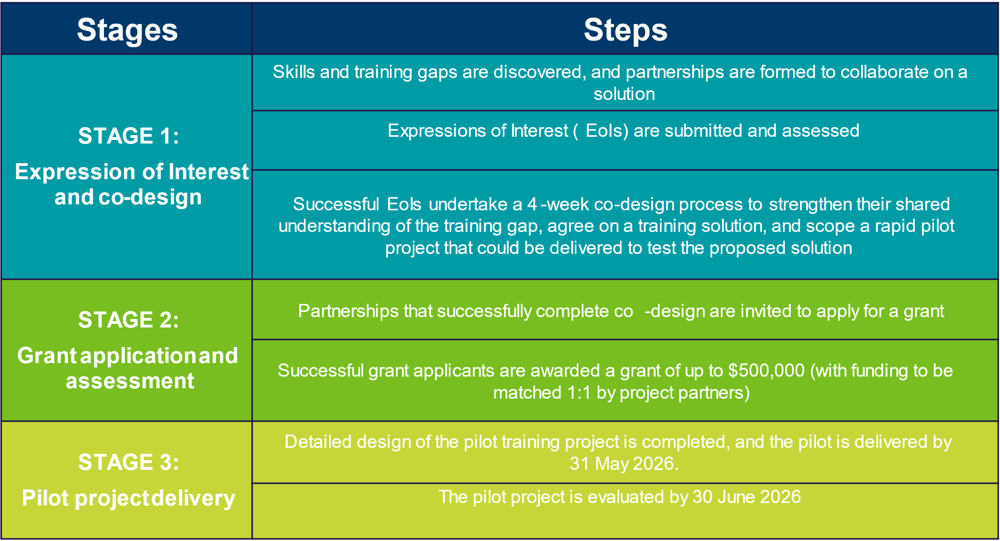 Stages
Steps
STAGE 1:
Expression of Interest
and co-design
Skills and training gaps are discovered, and partnerships are formed to collaborate on a
solution
Expressions of Interest ( EoIs) are submitted and assessed
Successful EoIs undertake a 4-week co-design process to strengthen their shared
understanding of the training gap, agree on a training solution, and scope a rapid pilot
project that could be delivered to test the proposed solution
STAGE 2:
Grant application and
assessment
Partnerships that successfully complete co -design are invited to apply for a grant
Successful grant applicants are awarded a grant of up to $500,000 (with funding to be
matched 1:1 by project partners)
STAGE 3:
Pilot project delivery
Detailed design of the pilot training project is completed, and the pilot is delivered by
31 May 2026.
The pilot project is evaluated by 30 June 2026